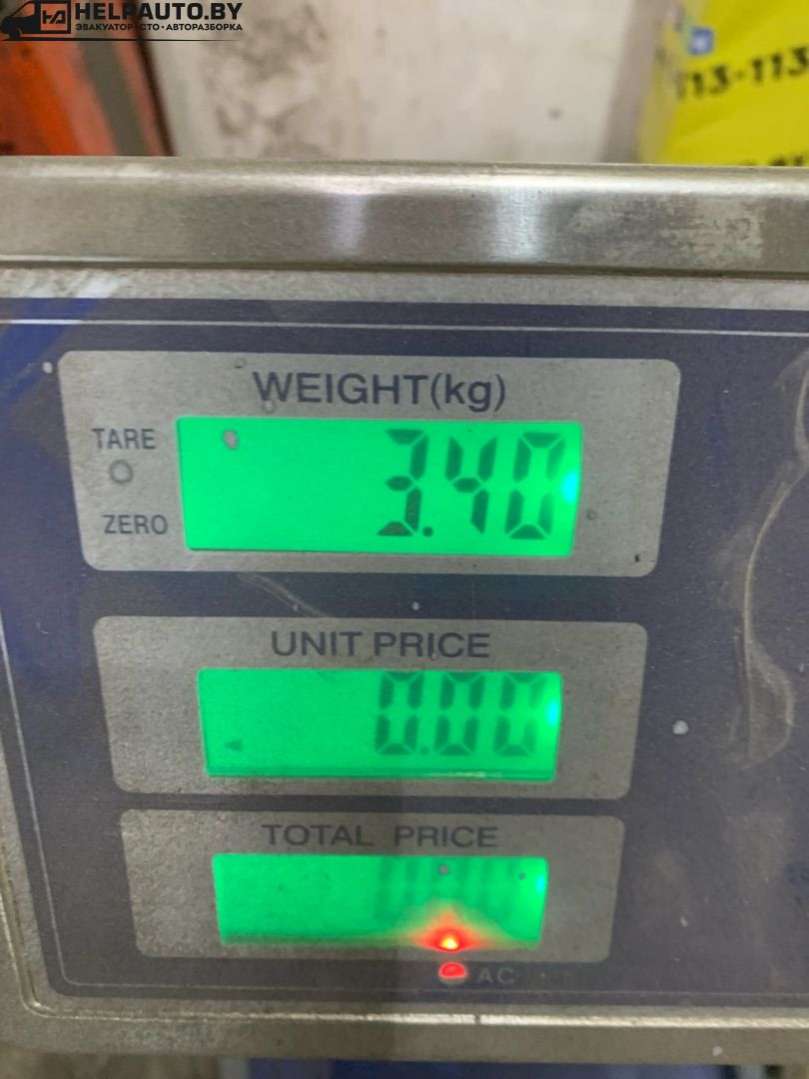 HELPAUTO.BY
ЭВАКУАТОР•СТО•АВТОРАЗБОРКА
113-113
WEIGHT(kg)
TARE
3.40
ZERO
UNIT PRICE
0.00
TOTAL PRICE
AC